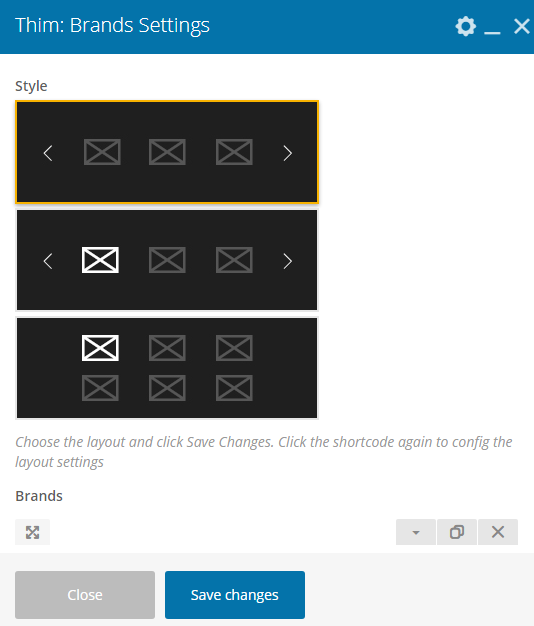 Thim: Brands Settings
Style
Choose the layout and click Save Changes. Click the shortcode again to config the
layout settings
Brands
Close
Save changes